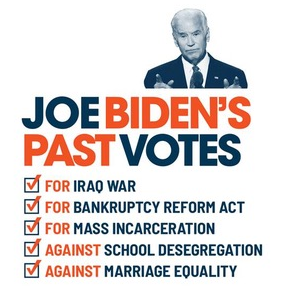 JOE BIDEN'S
PAST VOTES
FOR IRAQ WAR
FOR BANKRUPTCY REFORM ACT
FOR MASS INCARCERATION
AGAINST SCHOOL DESEGREGATION
AGAINST MARRIAGE EQUALITY